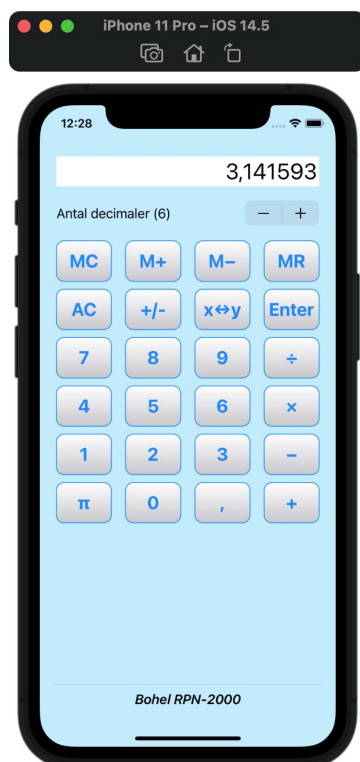 iPhone 11 Pro – iOS 14.5
12:28
3,141593
Antal decimaler (6) − +
MC M+ M− MR
AC +/- x⇔y Enter
7 8 9 ÷
4 5 6 ×
1 2 3 −
π 0 , +
Bohel RPN-2000